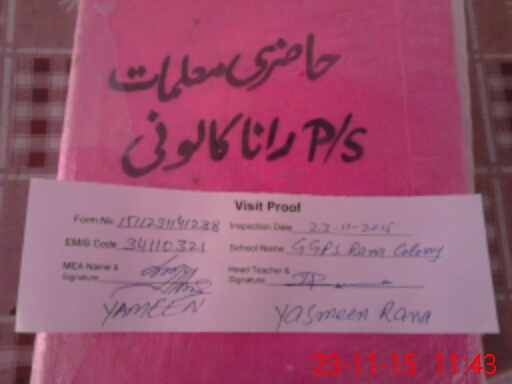 حاضری معلمات
P/S رانا کالونی
Visit Proof
Form No 1511231141238 Inspection Date 23-11-2015
EMIS Code 34110321 School Name GGPS Rana Colony
MEA Name & Signature Head Teacher & Signature
YAMEEN Yasmeen Rana
23-11-15 11:43